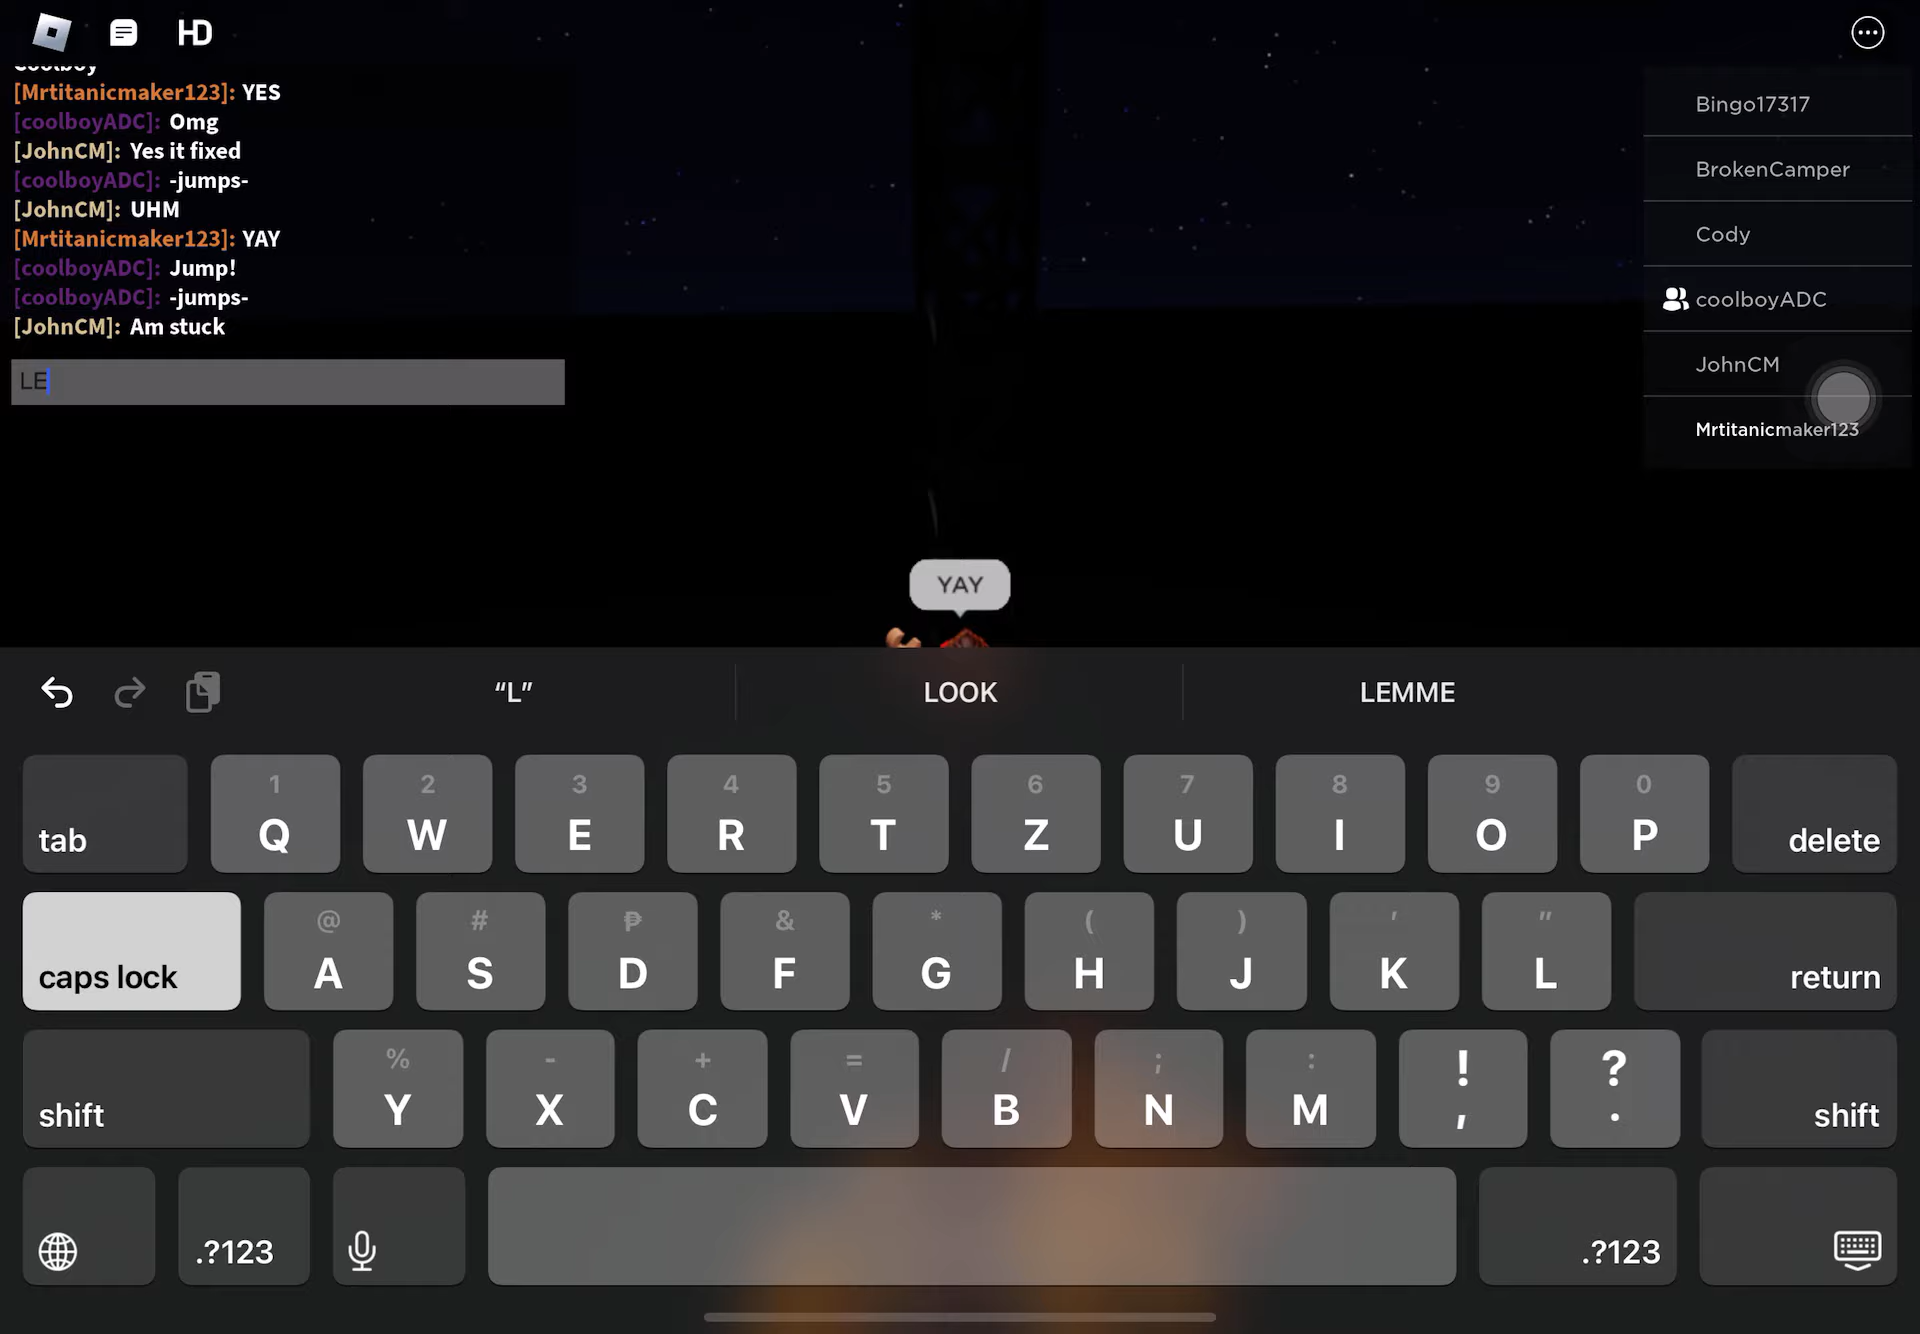 HD
Coolboy
[Mrtitanicmaker123]: YES
[coolboyADC]: Omg
[JohnCM]: Yes it fixed
[coolboyADC]: -jumps-
[JohnCM]: UHM
[Mrtitanicmaker123]: YAY
[coolboyADC]: Jump!
[coolboyADC]: -jumps-
[JohnCM]: Am stuck
LE
Bingo17317
BrokenCamper
Cody
coolboyADC
JohnCM
Mrtitanicmaker123
YAY
“L” LOOK LEMME
1 2 3 4 5 6 7 8 9 0
tab Q W E R T Z U I O P delete
@ # ₱ & * ( ) ' "
caps lock A S D F G H J K L return
% - + = / ; : ! ?
shift Y X C V B N M , . shift
.?123 .?123